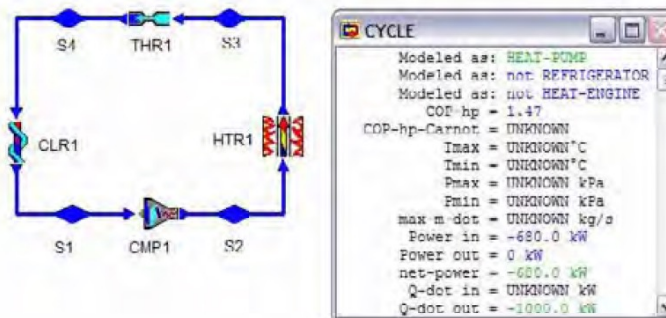 S4
THR1
S3
CLR1
HTR1
S1
CMP1
S2
CYCLE
Modeled as: HEAT-PUMP
Modeled as: not REFRIGERATOR
Modeled as: not HEAT-ENGINE
COP-hp = 1.47
COP-hp-Carnot = UNKNOWN
Tmax = UNKNOWN°C
Tmin = UNKNOWN°C
Pmax = UNKNOWN kPa
Pmin = UNKNOWN kPa
max-m-dot = UNKNOWN kg/s
Power in = -680.0 kW
Power out = 0 kW
net-power = -680.0 kW
Q-dot in = UNKNOWN kW
Q-dot out = -1000.0 kW